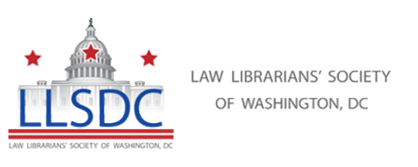 LLSDC
LAW LIBRARIANS' SOCIETY OF WASHINGTON, DC
LAW LIBRARIANS' SOCIETY
OF WASHINGTON, DC